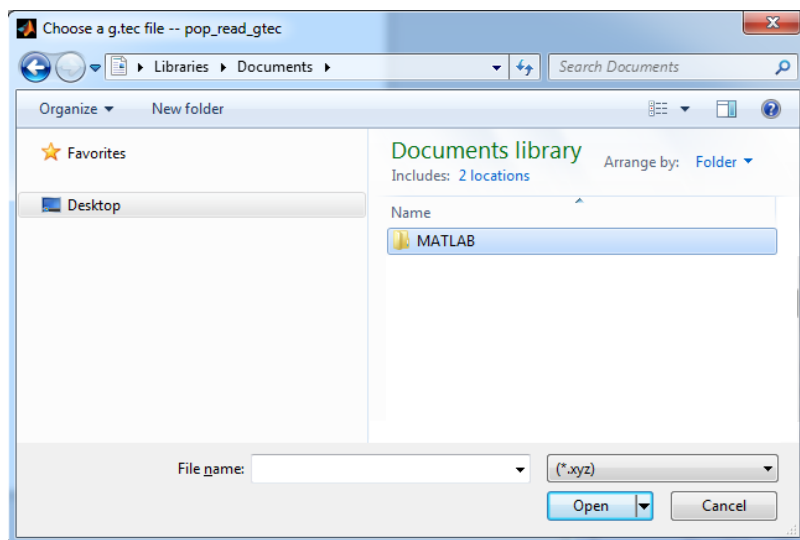 Choose a g.tec file -- pop_read_gtec
Libraries Documents Search Documents
Organize New folder
Favorites
Desktop
Documents library
Includes: 2 locations
Arrange by: Folder
Name
MATLAB
File name: (*.xyz)
Open Cancel